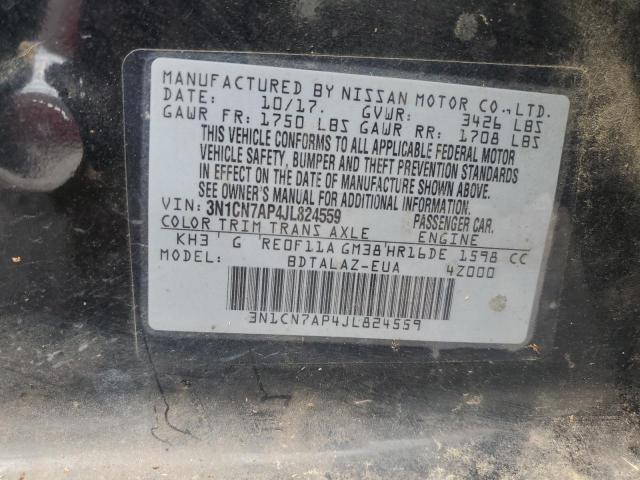 MANUFACTURED BY NISSAN MOTOR CO., LTD.
DATE: 10/17. GVWR: 3426 LBS
GAWR FR: 1750 LBS GAWR RR: 1708 LBS
THIS VEHICLE CONFORMS TO ALL APPLICABLE FEDERAL MOTOR
VEHICLE SAFETY, BUMPER AND THEFT PREVENTION STANDARDS
IN EFFECT ON THE DATE OF MANUFACTURE SHOWN ABOVE.
SEE OWNER'S MANUAL FOR ADDITIONAL INFORMATION.
VIN: 3N1CN7AP4JL824559 PASSENGER CAR.
COLOR TRIM TRANS AXLE ENGINE
KH3 G RE0F11A GM38 HR16DE 1598 CC
MODEL: BDTALAZ-EUA 4Z000
3N1CN7AP4JL824559